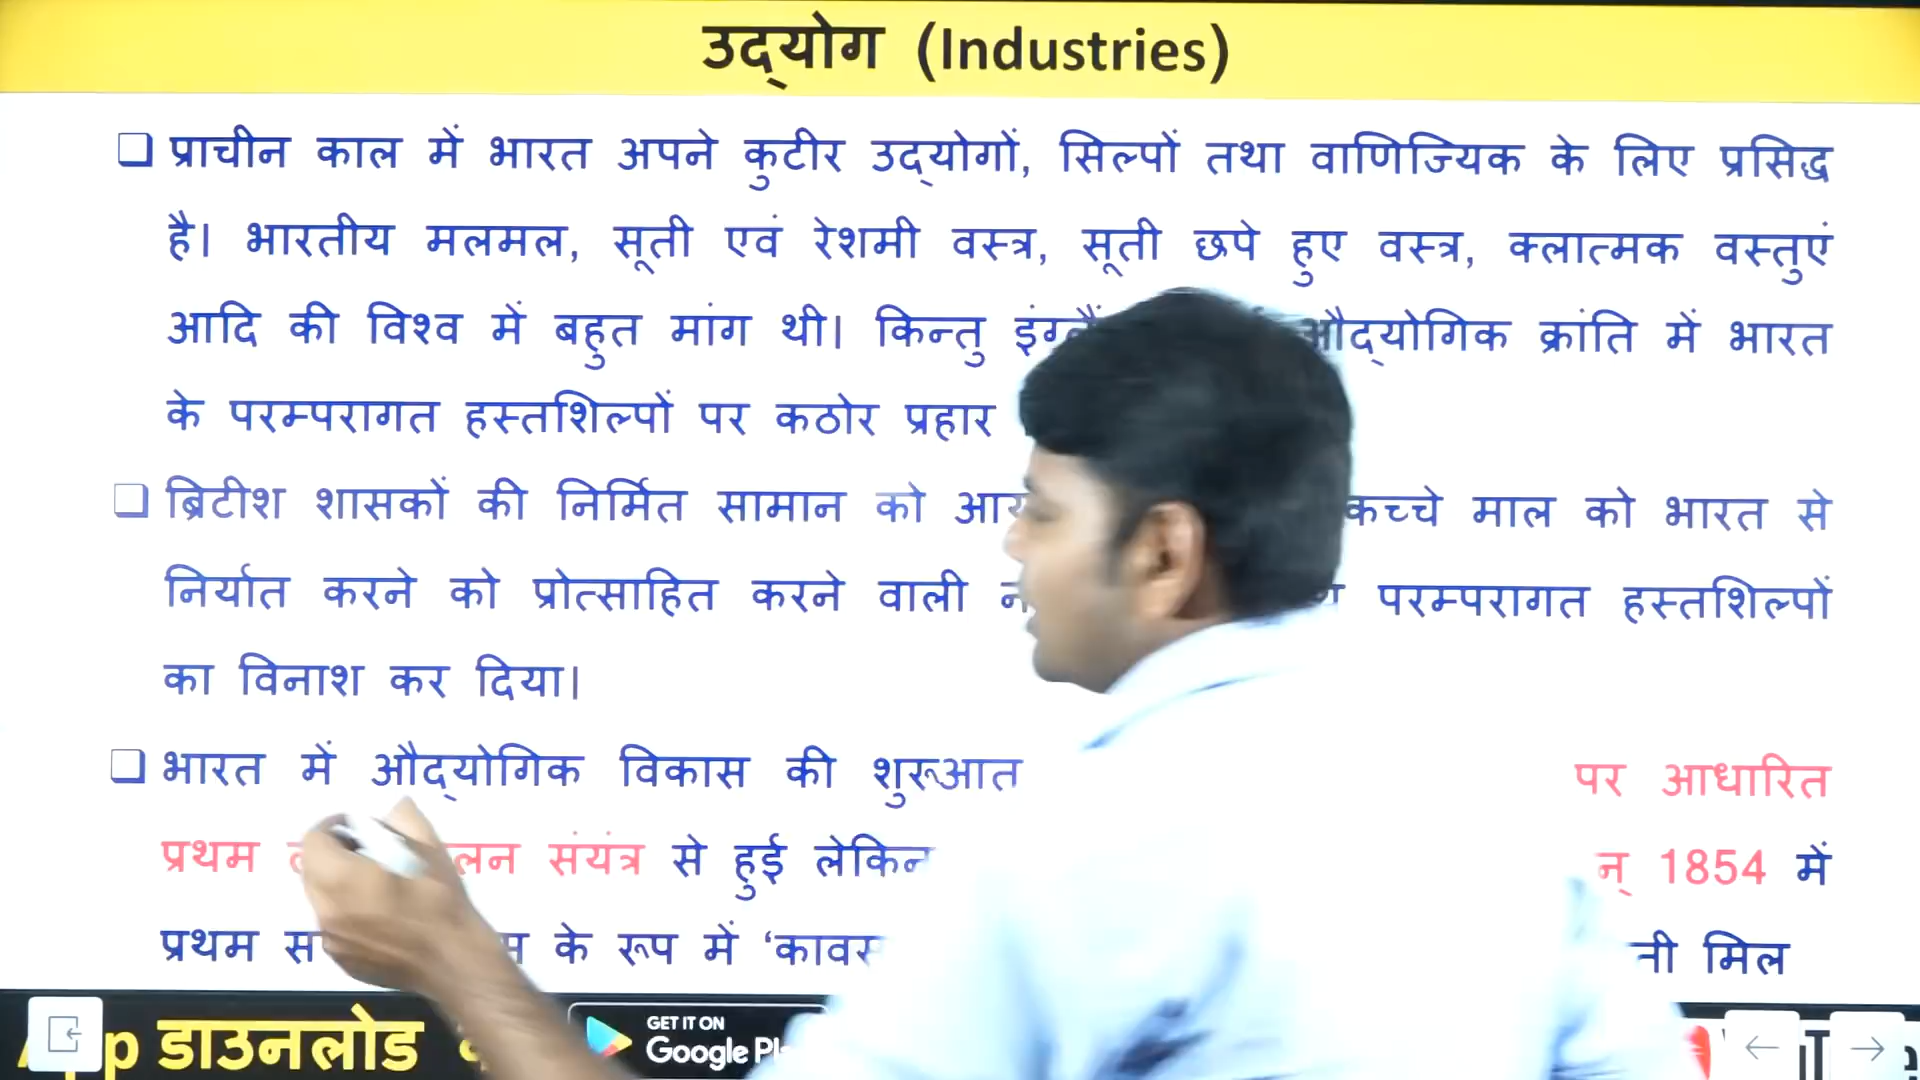 उद्योग (Industries)
प्राचीन काल में भारत अपने कुटीर उद्योगों, सिल्पों तथा वाणिज्यिक के लिए प्रसिद्ध
है। भारतीय मलमल, सूती एवं रेशमी वस्त्र, सूती छपे हुए वस्त्र, क्लात्मक वस्तुएं
आदि की विश्व में बहुत मांग थी। किन्तु औद्योगिक क्रांति में भारत
के परम्परागत हस्तशिल्पों पर कठोर प्रहार
ब्रिटीश शासकों की निर्मित सामान को कच्चे माल को भारत से
निर्यात करने को प्रोत्साहित करने वाली परम्परागत हस्तशिल्पों
का विनाश कर दिया।
भारत में औद्योगिक विकास की शुरूआत पर आधारित
प्रथम संयंत्र से हुई लेकिन 1854 में
प्रथम के रूप में मिल
डाउनलोड
GET IT ON
Google